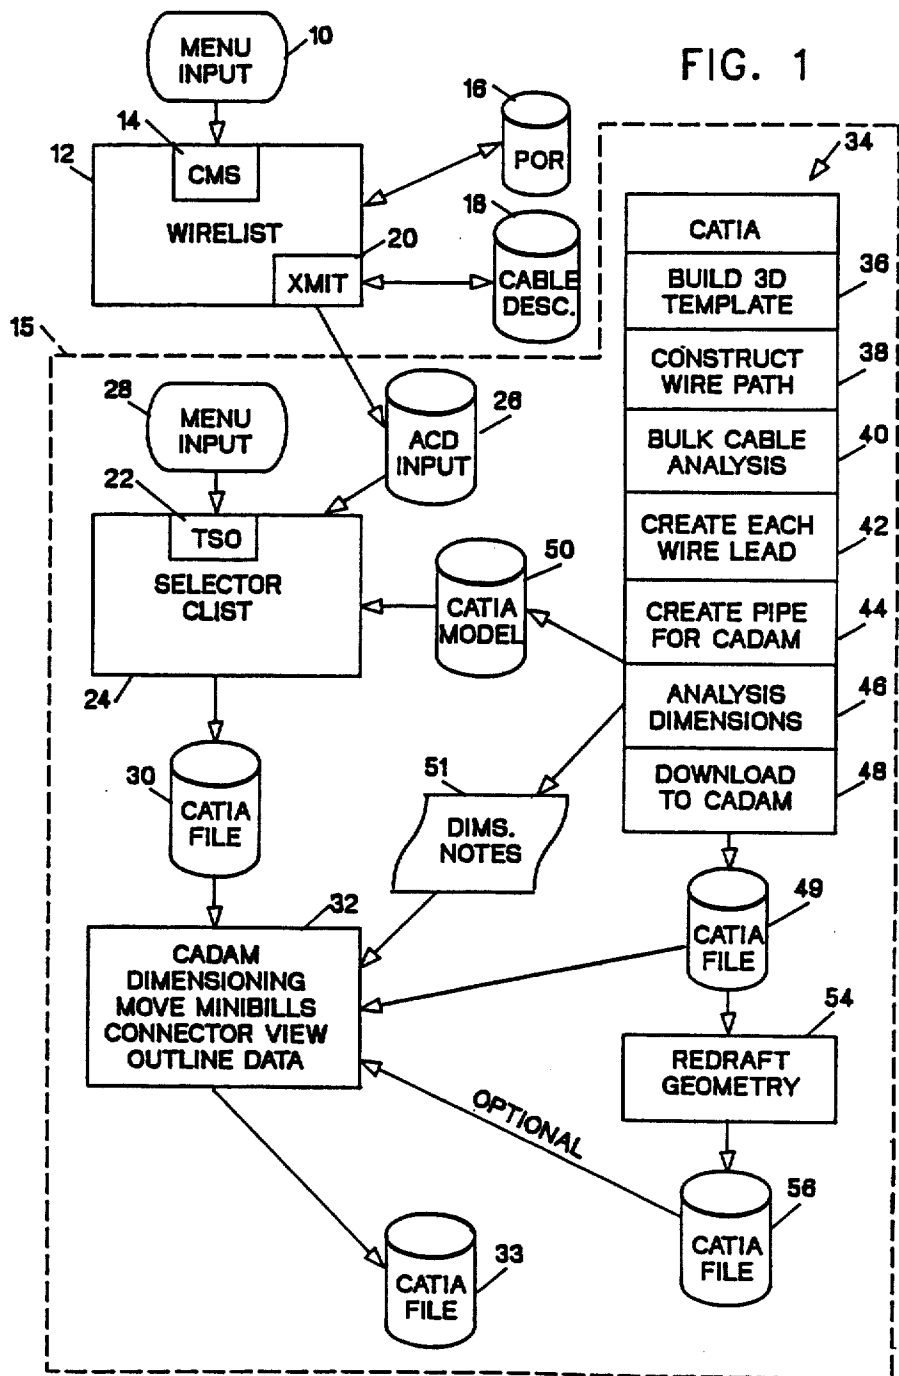 FIG. 1
10
MENU
INPUT
12
14
CMS
WIRELIST
16
POR
18
CABLE
DESC.
20
XMIT
15
28
MENU
INPUT
26
ACD
INPUT
22
TSO
SELECTOR
CLIST
24
50
CATIA
MODEL
30
CATIA
FILE
51
DIMS.
NOTES
32
CADAM
DIMENSIONING
MOVE MINIBILLS
CONNECTOR VIEW
OUTLINE DATA
33
CATIA
FILE
34
CATIA
BUILD 3D
TEMPLATE
36
CONSTRUCT
WIRE PATH
38
BULK CABLE
ANALYSIS
40
CREATE EACH
WIRE LEAD
42
CREATE PIPE
FOR CADAM
44
ANALYSIS
DIMENSIONS
46
DOWNLOAD
TO CADAM
48
49
CATIA
FILE
54
REDRAFT
GEOMETRY
OPTIONAL
56
CATIA
FILE